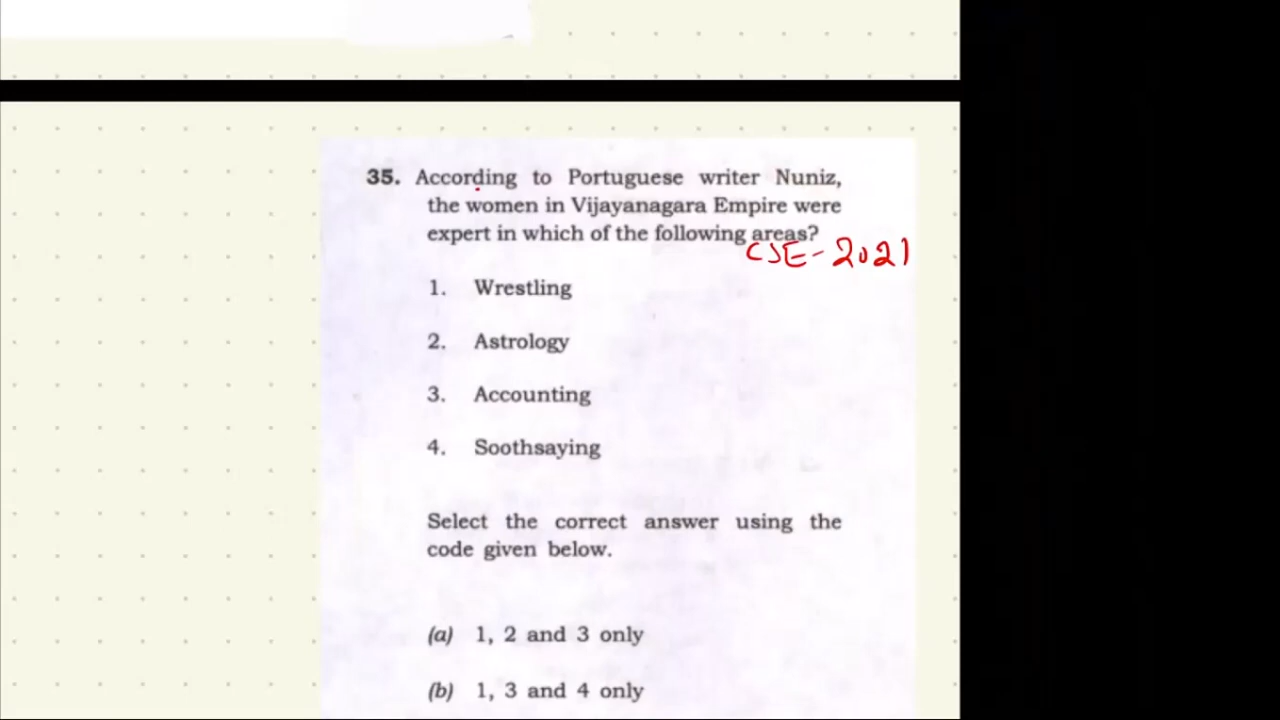 35. According to Portuguese writer Nuniz,
the women in Vijayanagara Empire were
expert in which of the following areas?
CSE-2021
1. Wrestling
2. Astrology
3. Accounting
4. Soothsaying
Select the correct answer using the
code given below.
(a) 1, 2 and 3 only
(b) 1, 3 and 4 only